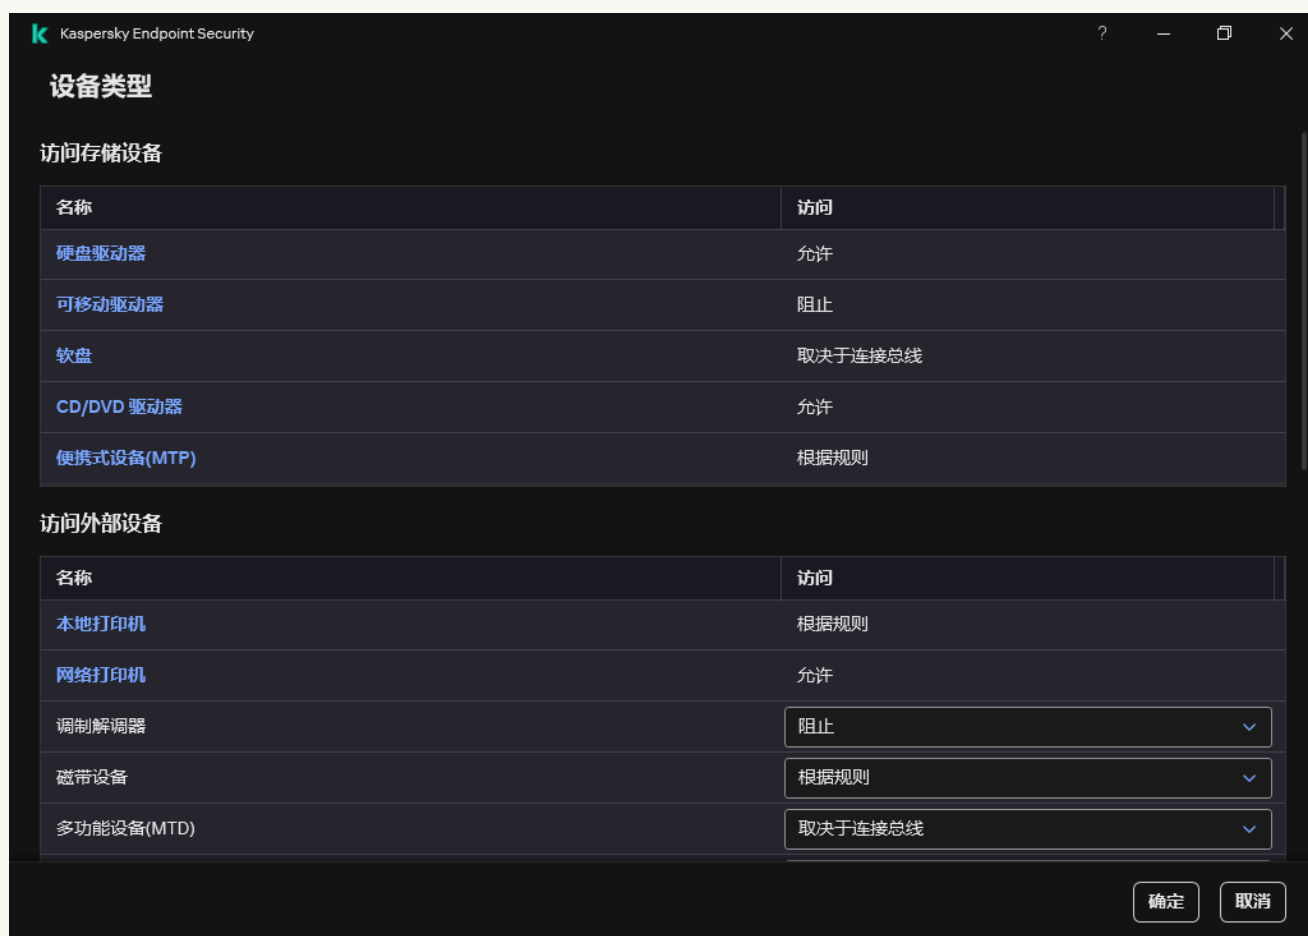 Kaspersky Endpoint Security ?
设备类型
访问存储设备
名称 访问
硬盘驱动器 允许
可移动驱动器 阻止
软盘 取决于连接总线
CD/DVD 驱动器 允许
便携式设备(MTP) 根据规则
访问外部设备
名称 访问
本地打印机 根据规则
网络打印机 允许
调制解调器 阻止
磁带设备 根据规则
多功能设备(MTD) 取决于连接总线
确定 取消